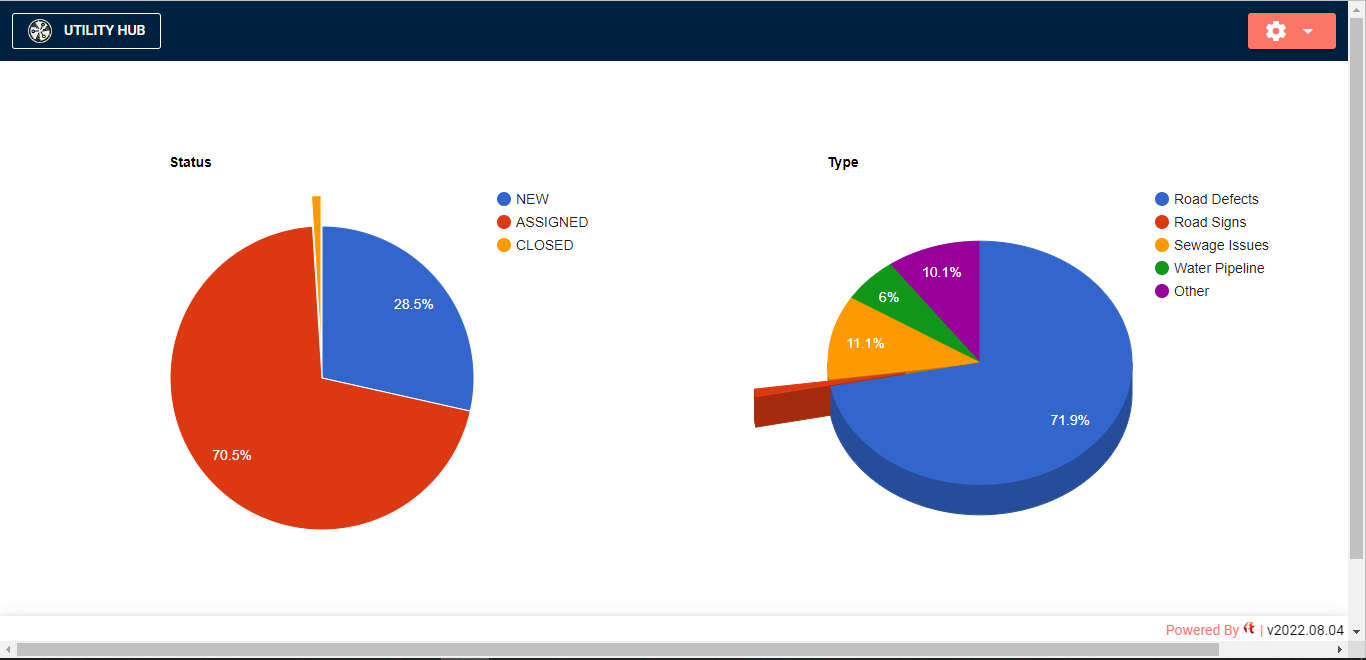 UTILITY HUB
Status
NEW
ASSIGNED
CLOSED
28.5%
70.5%
Type
Road Defects
Road Signs
Sewage Issues
Water Pipeline
Other
10.1%
6%
11.1%
71.9%
Powered By | v2022.08.04